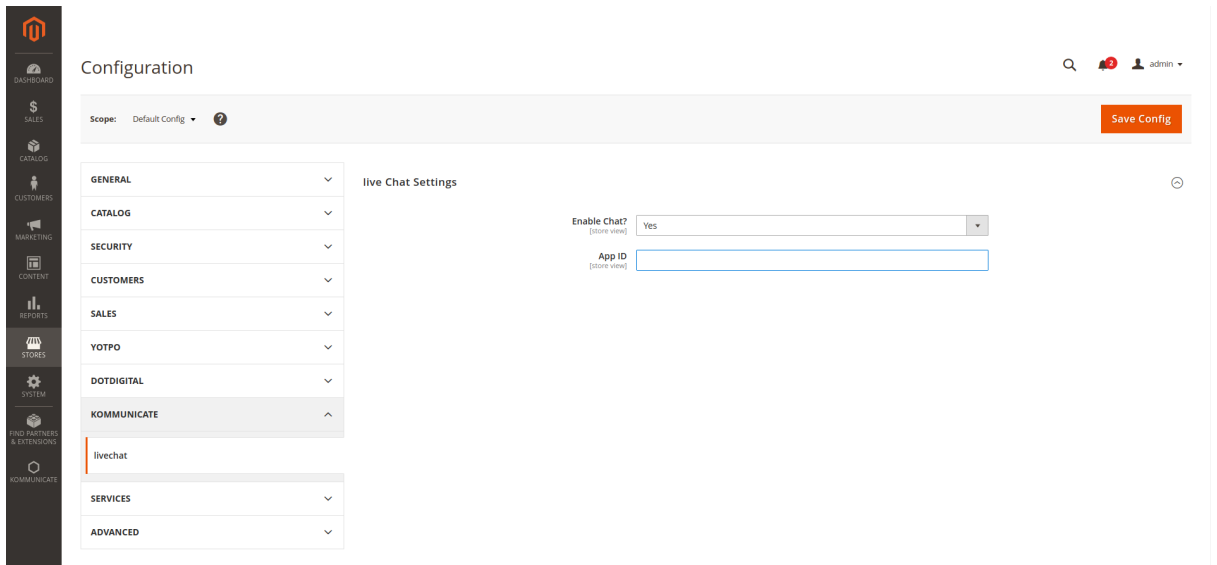 DASHBOARD
SALES
CATALOG
CUSTOMERS
MARKETING
CONTENT
REPORTS
STORES
SYSTEM
FIND PARTNERS
& EXTENSIONS
KOMMUNICATE
Configuration
2
admin
Scope: Default Config ?
Save Config
GENERAL
CATALOG
SECURITY
CUSTOMERS
SALES
YOTPO
DOTDIGITAL
KOMMUNICATE
livechat
SERVICES
ADVANCED
live Chat Settings
Enable Chat? Yes
[store view]
App ID
[store view]